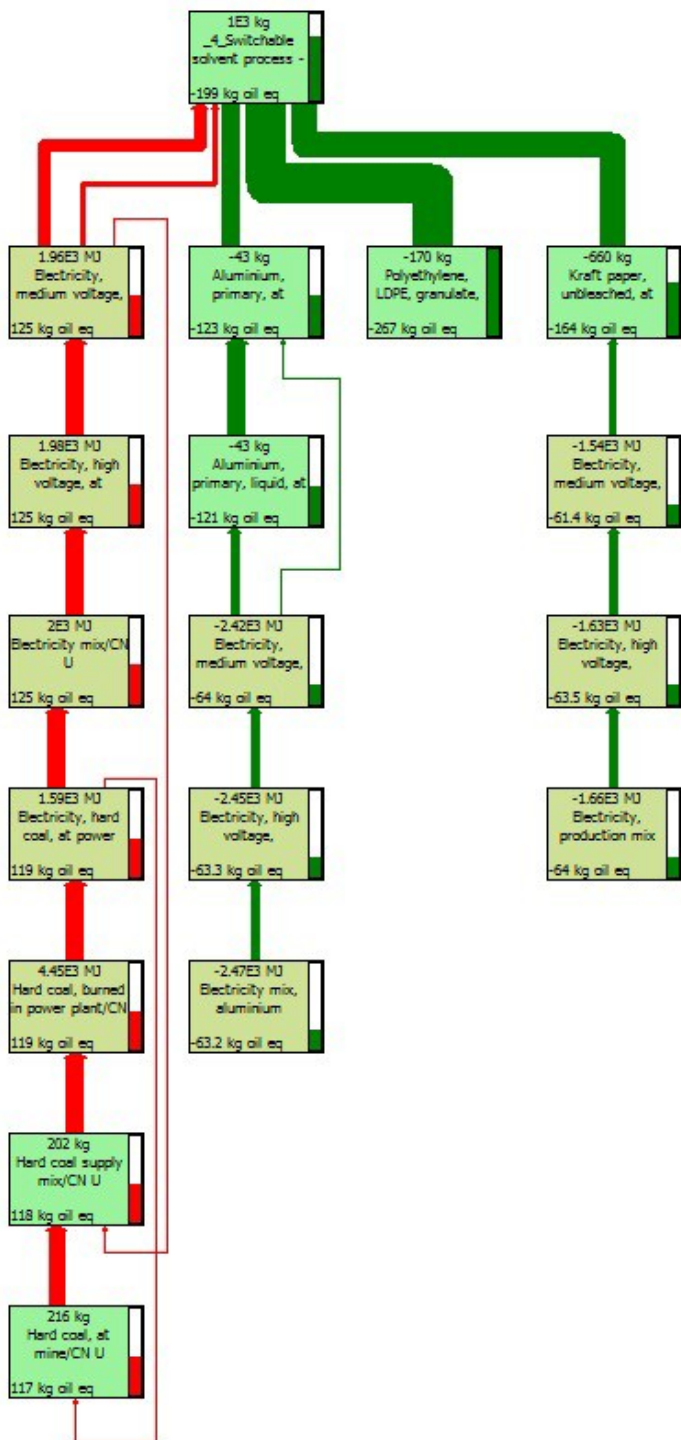 1E3 kg
_4_Switchable
solvent process -
-199 kg oil eq
1.96E3 MJ
Electricity,
medium voltage,
125 kg oil eq
-43 kg
Aluminium,
primary, at
-123 kg oil eq
-170 kg
Polyethylene,
LDPE, granulate,
-267 kg oil eq
-660 kg
Kraft paper,
unbleached, at
-164 kg oil eq
1.98E3 MJ
Electricity, high
voltage, at
125 kg oil eq
-43 kg
Aluminium,
primary, liquid, at
-121 kg oil eq
-1.54E3 MJ
Electricity,
medium voltage,
-61.4 kg oil eq
2E3 MJ
Electricity mix/CN
U
125 kg oil eq
-2.42E3 MJ
Electricity,
medium voltage,
-64 kg oil eq
-1.63E3 MJ
Electricity, high
voltage,
-63.5 kg oil eq
1.59E3 MJ
Electricity, hard
coal, at power
119 kg oil eq
-2.45E3 MJ
Electricity, high
voltage,
-63.3 kg oil eq
-1.66E3 MJ
Electricity,
production mix
-64 kg oil eq
4.45E3 MJ
Hard coal, burned
in power plant/CN
119 kg oil eq
-2.47E3 MJ
Electricity mix,
aluminium
-63.2 kg oil eq
202 kg
Hard coal supply
mix/CN U
118 kg oil eq
216 kg
Hard coal, at
mine/CN U
117 kg oil eq